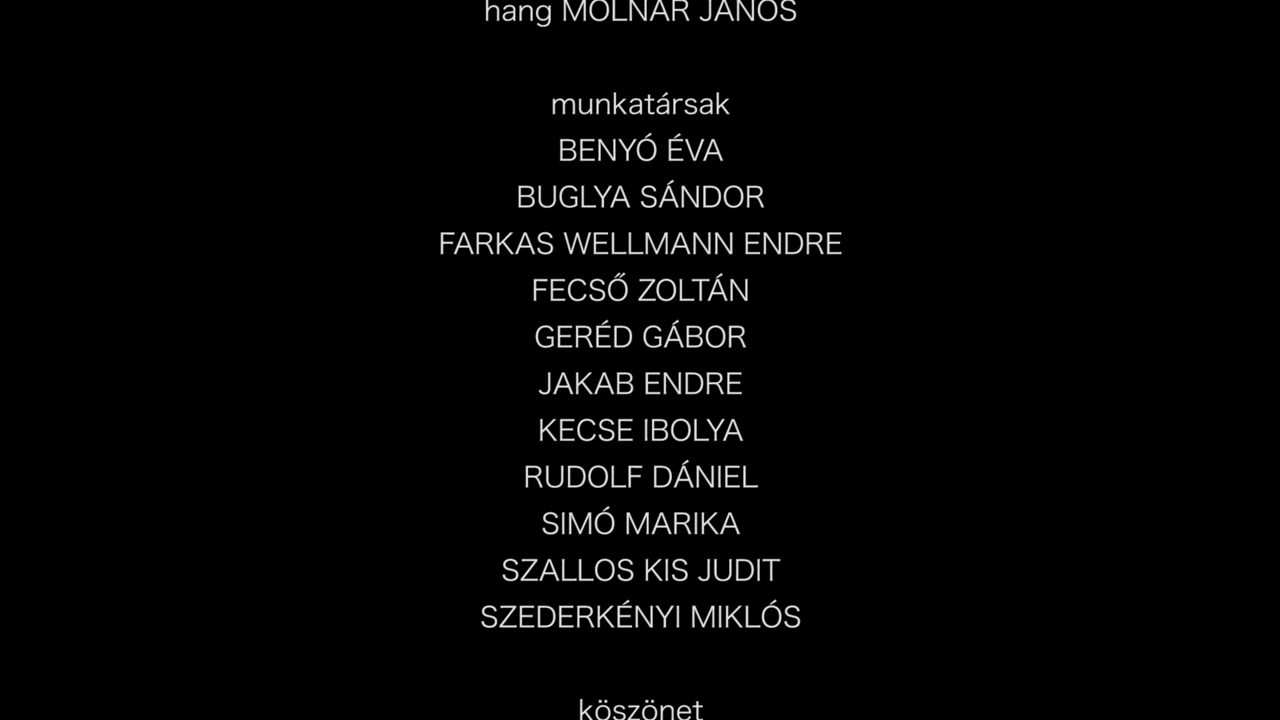 hang MOLNÁR JÁNOS
munkatársak
BENYÓ ÉVA
BUGLYA SÁNDOR
FARKAS WELLMANN ENDRE
FECSŐ ZOLTÁN
GERÉD GÁBOR
JAKAB ENDRE
KECSE IBOLYA
RUDOLF DÁNIEL
SIMÓ MARIKA
SZALLOS KIS JUDIT
SZEDERKÉNYI MIKLÓS
köszönet